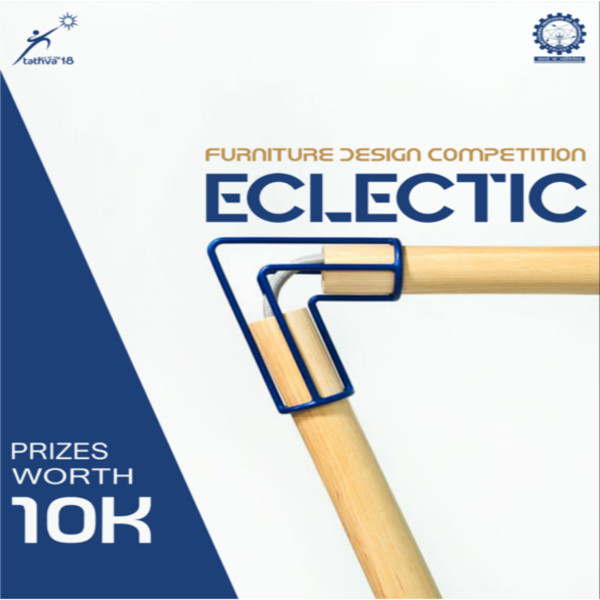 tathva'18
FURNITURE DESIGN COMPETITION
ECLECTIC
PRIZES
WORTH
10K